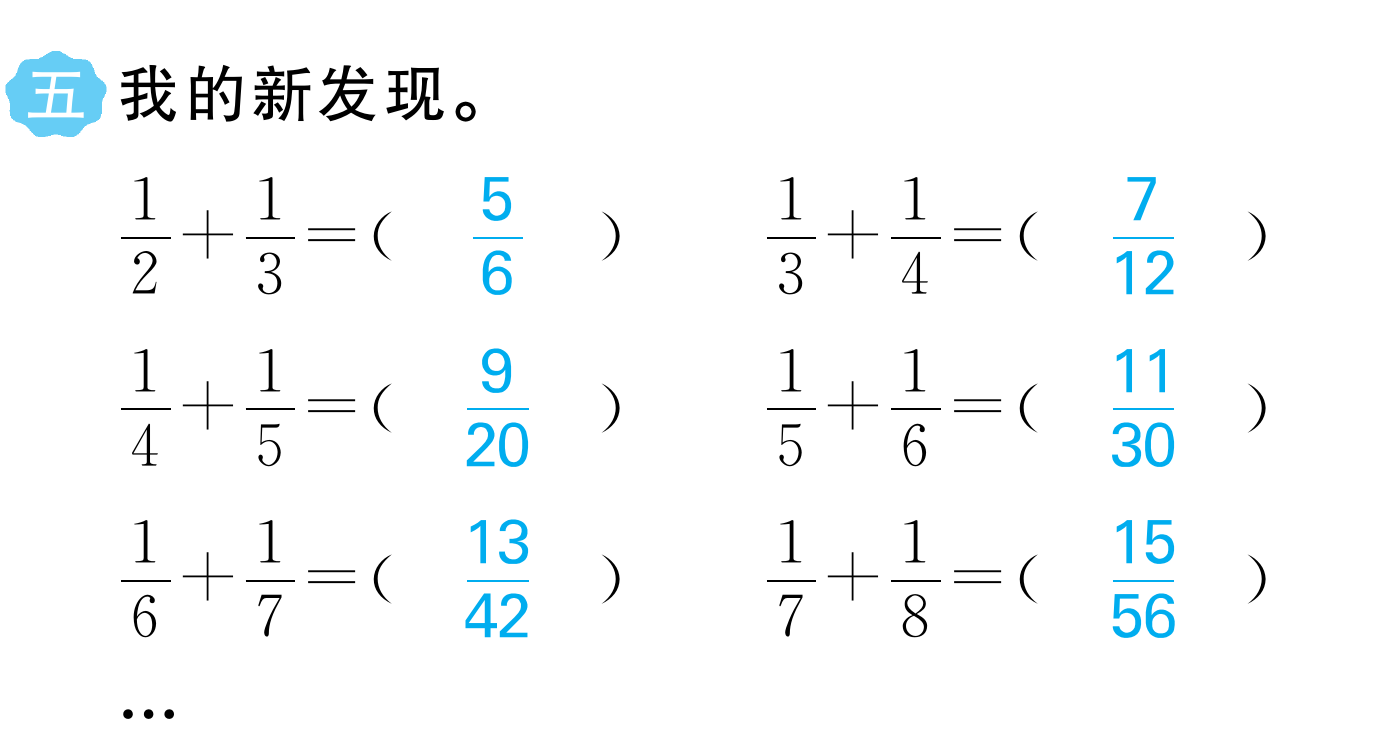 五 我的新发现。
1/2+1/3=( 5/6 ) 1/3+1/4=( 7/12 )
1/4+1/5=( 9/20 ) 1/5+1/6=( 11/30 )
1/6+1/7=( 13/42 ) 1/7+1/8=( 15/56 )
…